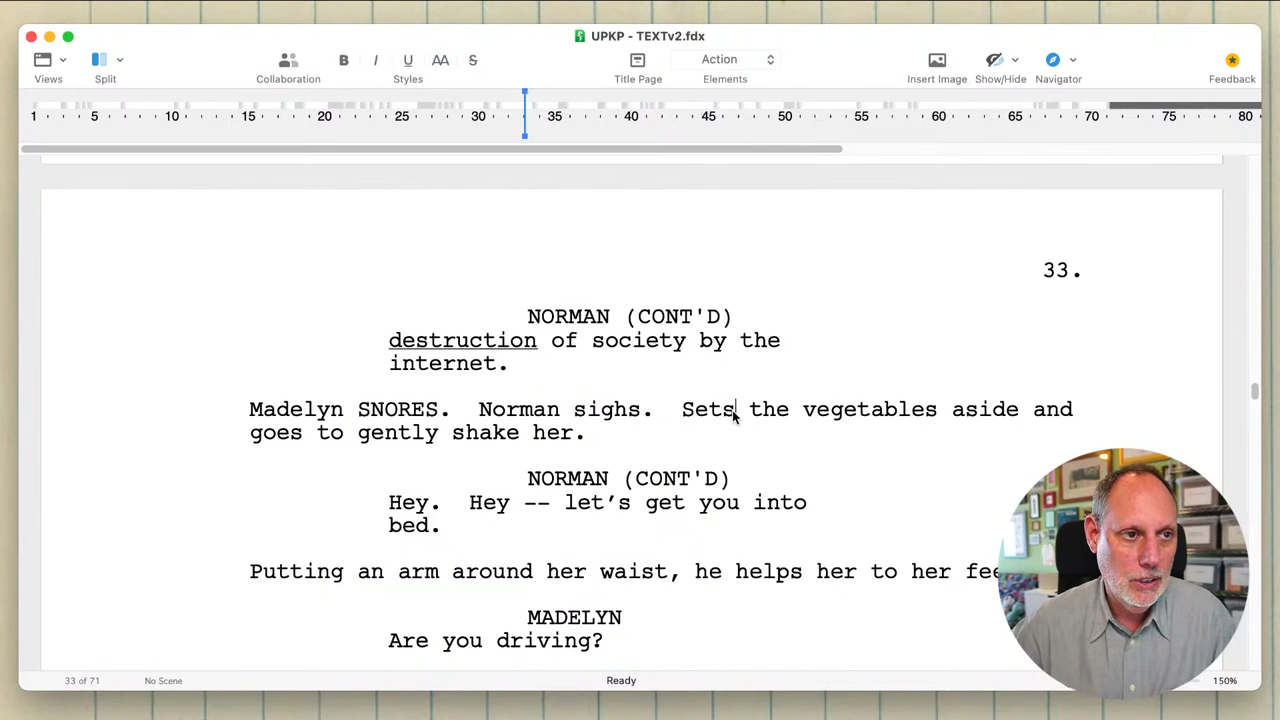 UPKP - TEXTv2.fdx
B I U AA S Action
Views Split Collaboration Styles Title Page Elements Insert Image Show/Hide Navigator Feedback
1 5 10 15 20 25 30 35 40 45 50 55 60 65 70 75 80
33.
NORMAN (CONT'D)
destruction of society by the
internet.
Madelyn SNORES.  Norman sighs.  Sets the vegetables aside and
goes to gently shake her.
NORMAN (CONT'D)
Hey.  Hey -- let’s get you into
bed.
Putting an arm around her waist, he helps her to her
MADELYN
Are you driving?
33 of 71 No Scene Ready 150%